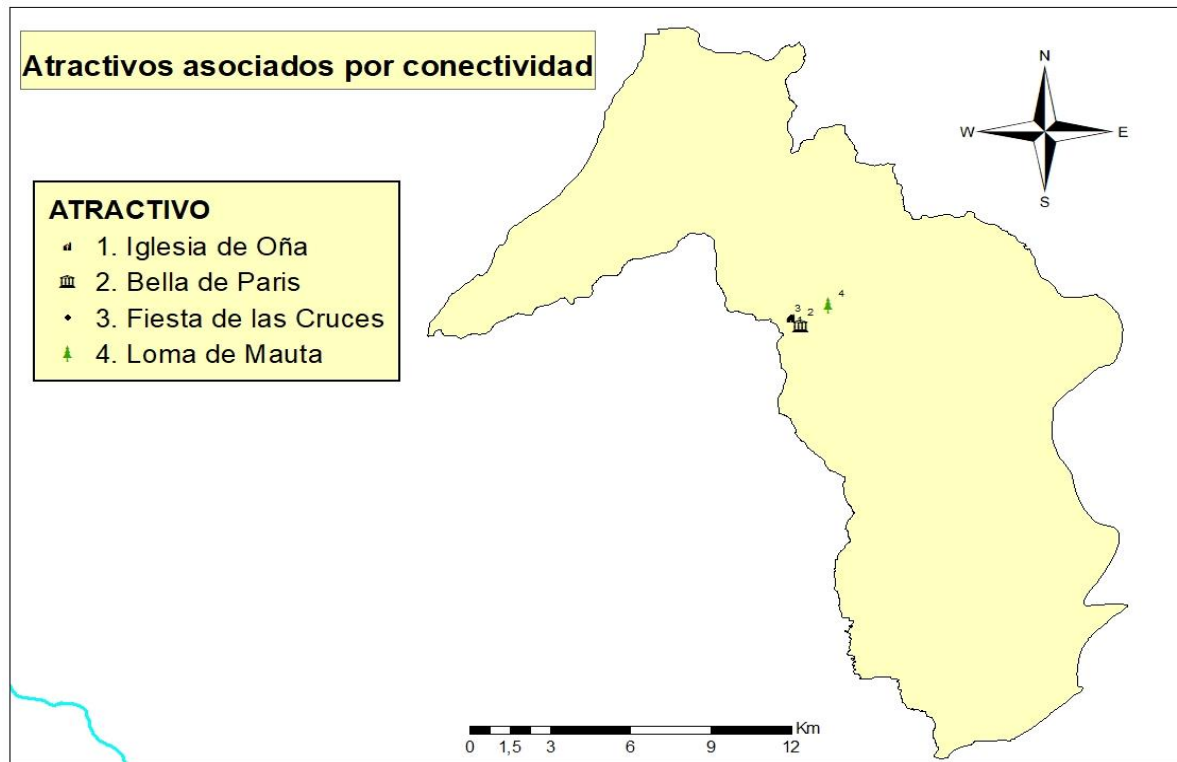 Atractivos asociados por conectividad
N
W E
S
ATRACTIVO
1. Iglesia de Oña
2. Bella de Paris
3. Fiesta de las Cruces
4. Loma de Mauta
4
3
2
Km
0 1,5 3 6 9 12